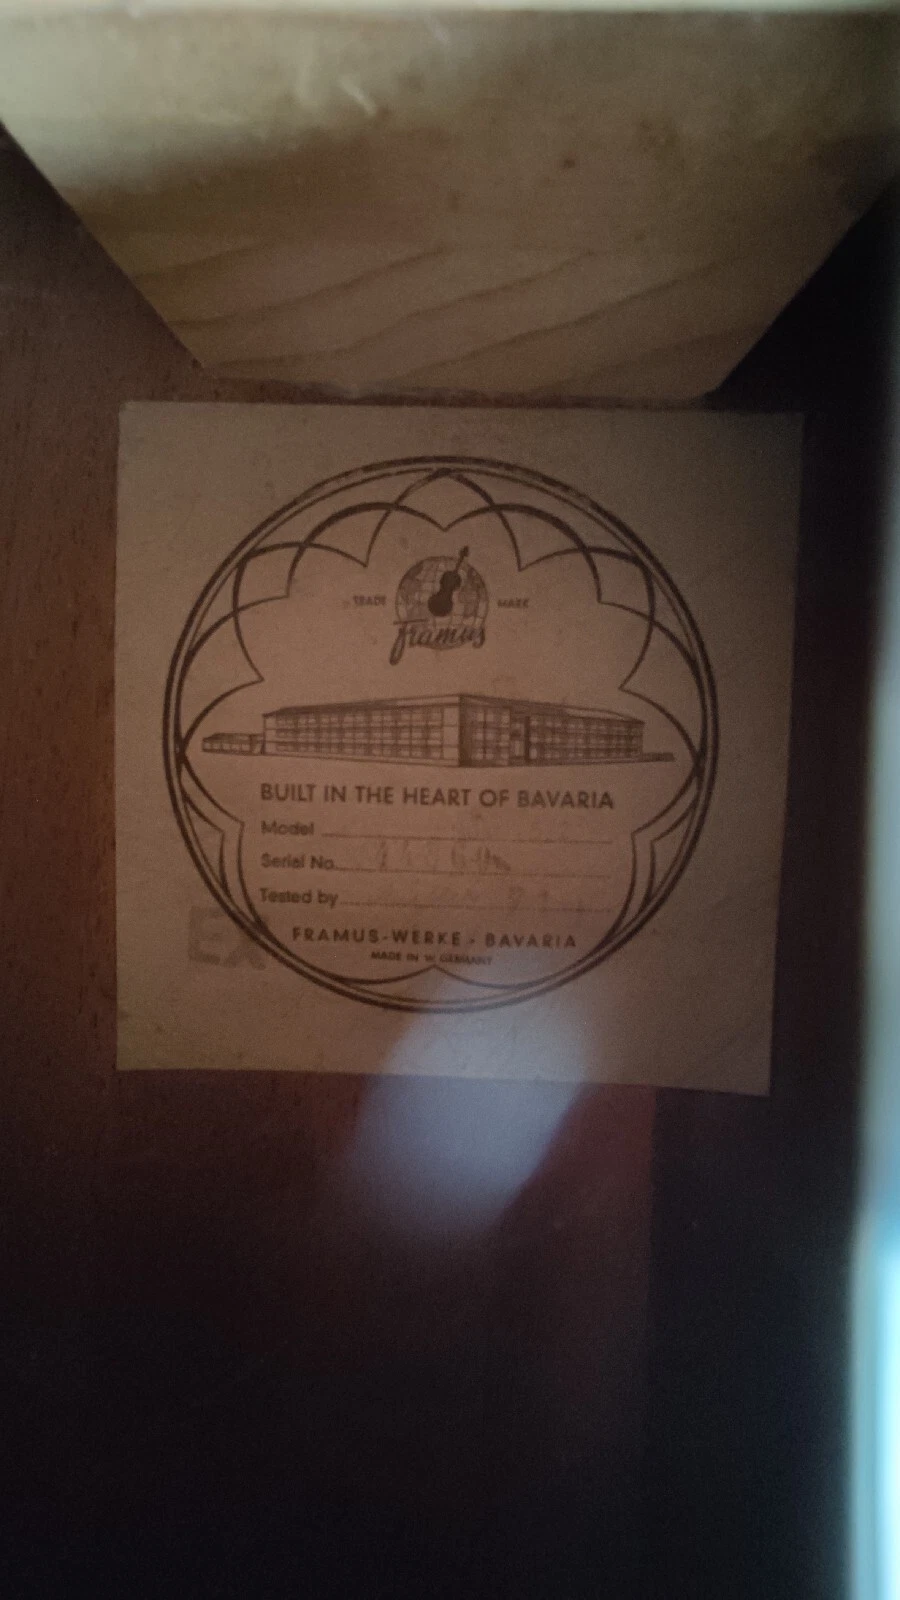 TRADE MARK
Framus
BUILT IN THE HEART OF BAVARIA
Model
Serial No.
Tested by
EX
FRAMUS-WERKE - BAVARIA
MADE IN W. GERMANY